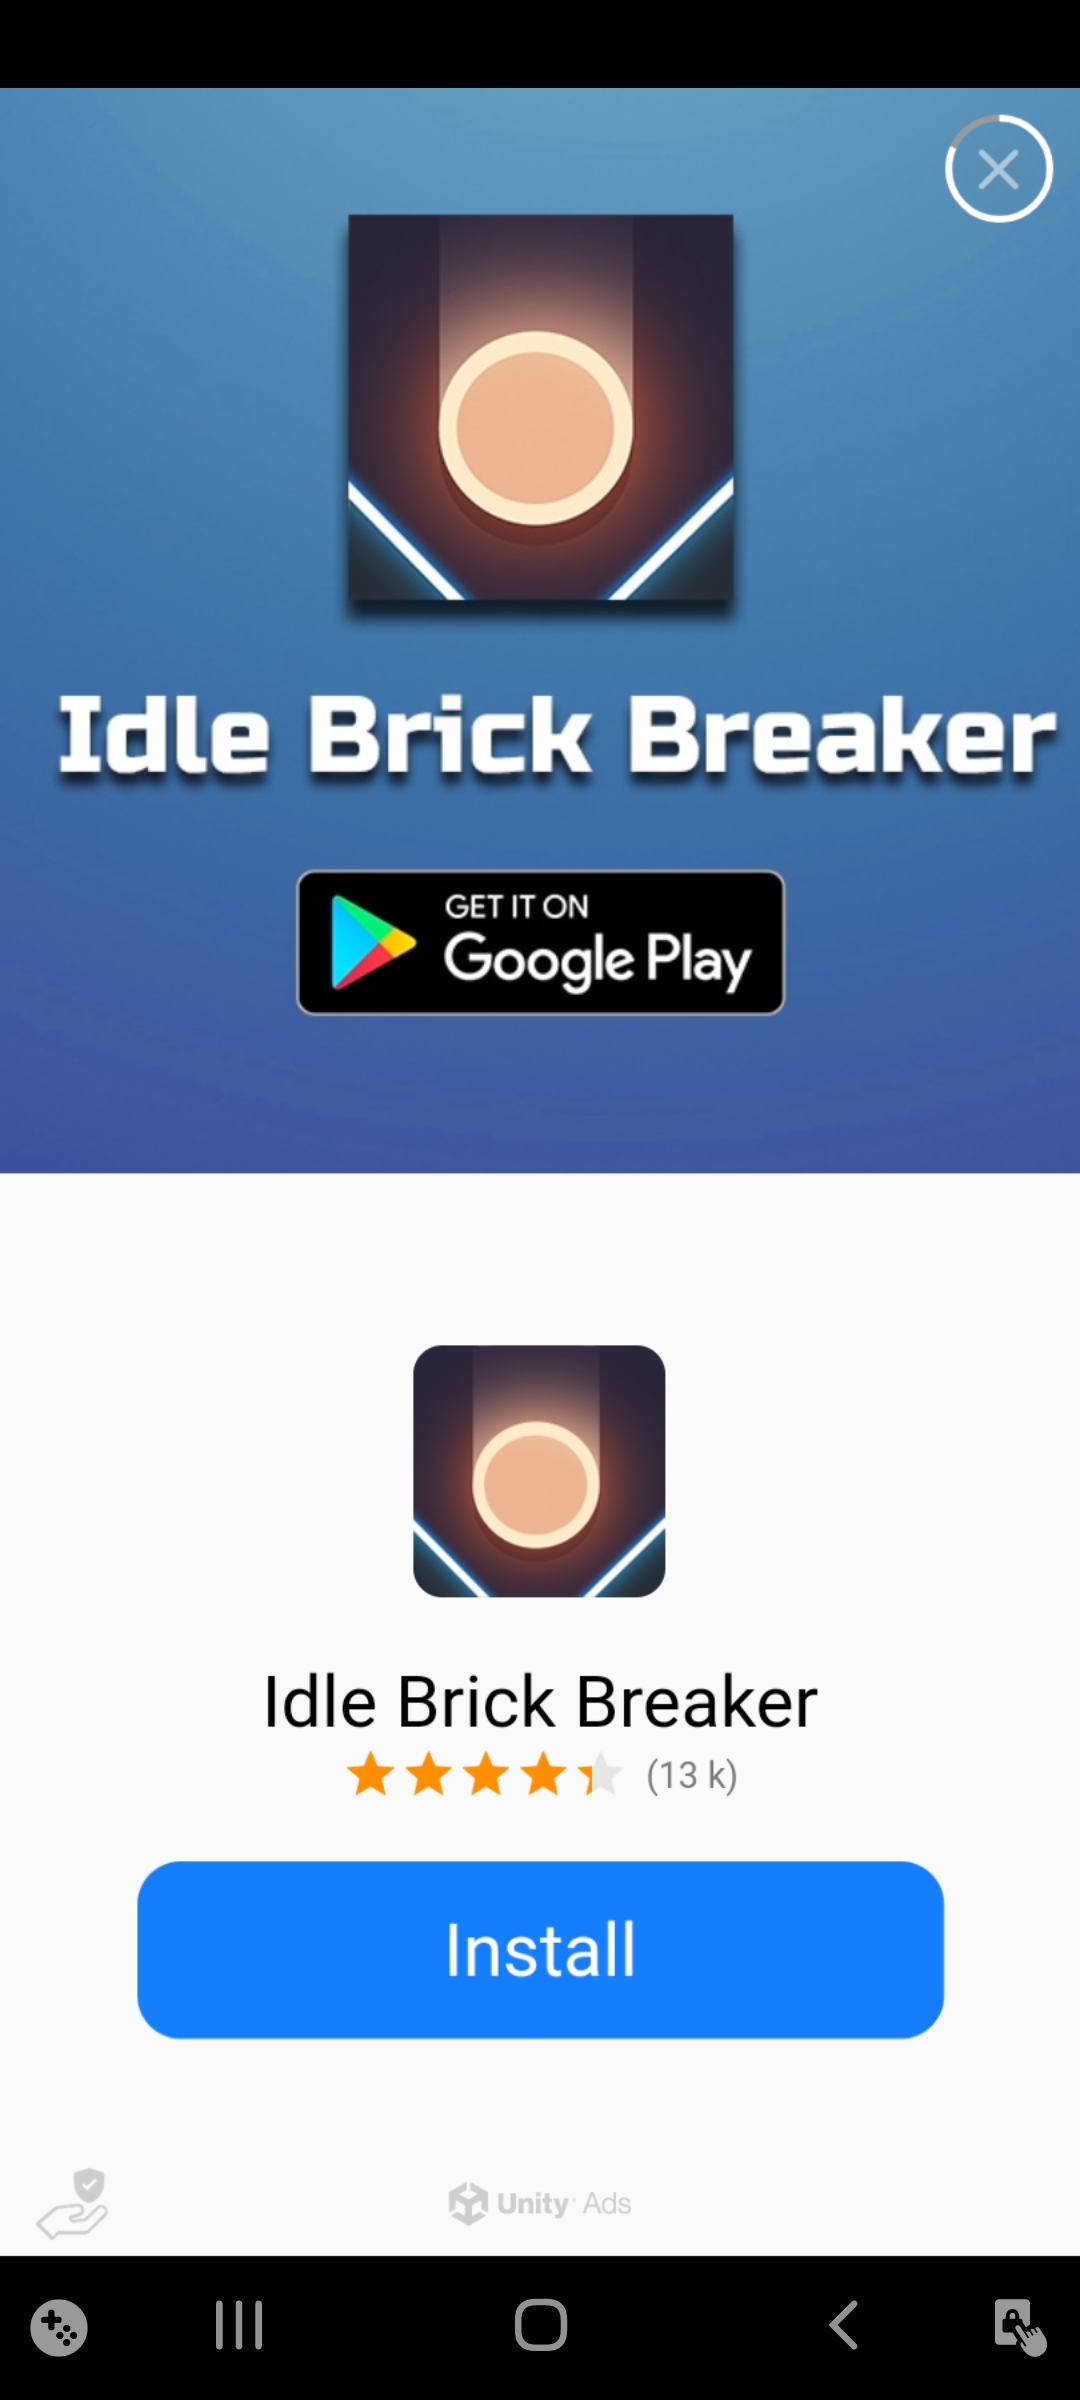 Idle Brick Breaker
GET IT ON
Google Play
Idle Brick Breaker
(13 k)
Install
Unity Ads